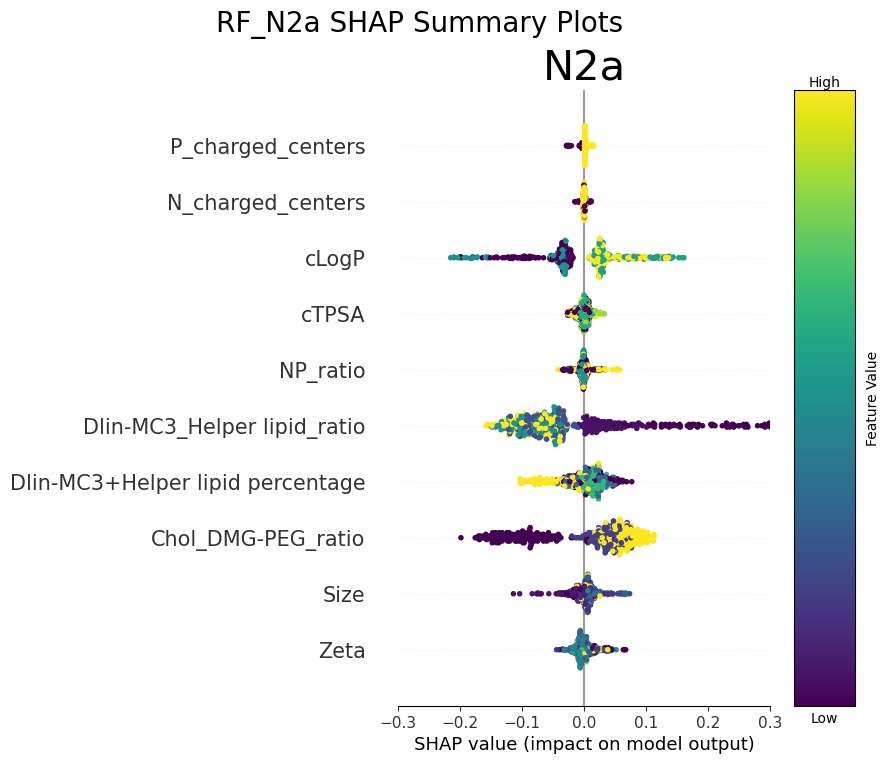 RF_N2a SHAP Summary Plots
N2a
High
P_charged_centers
N_charged_centers
cLogP
cTPSA
NP_ratio
Dlin-MC3_Helper lipid_ratio
Dlin-MC3+Helper lipid percentage
Chol_DMG-PEG_ratio
Size
Zeta
Feature Value
Low
−0.3 −0.2 −0.1 0.0 0.1 0.2 0.3
SHAP value (impact on model output)